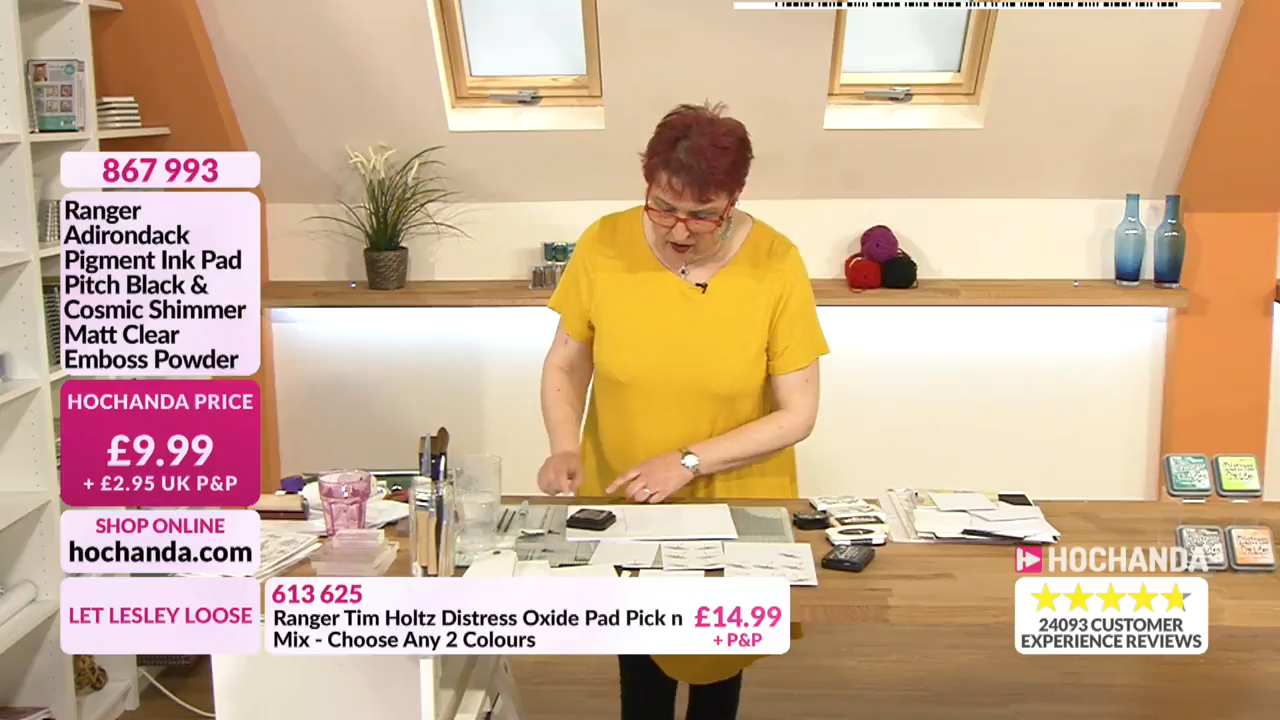 867 993
Ranger
Adirondack
Pigment Ink Pad
Pitch Black &
Cosmic Shimmer
Matt Clear
Emboss Powder
HOCHANDA PRICE
£9.99
+ £2.95 UK P&P
SHOP ONLINE
hochanda.com
LET LESLEY LOOSE
613 625
Ranger Tim Holtz Distress Oxide Pad Pick n
Mix - Choose Any 2 Colours
£14.99
+ P&P
HOCHANDA
24093 CUSTOMER
EXPERIENCE REVIEWS